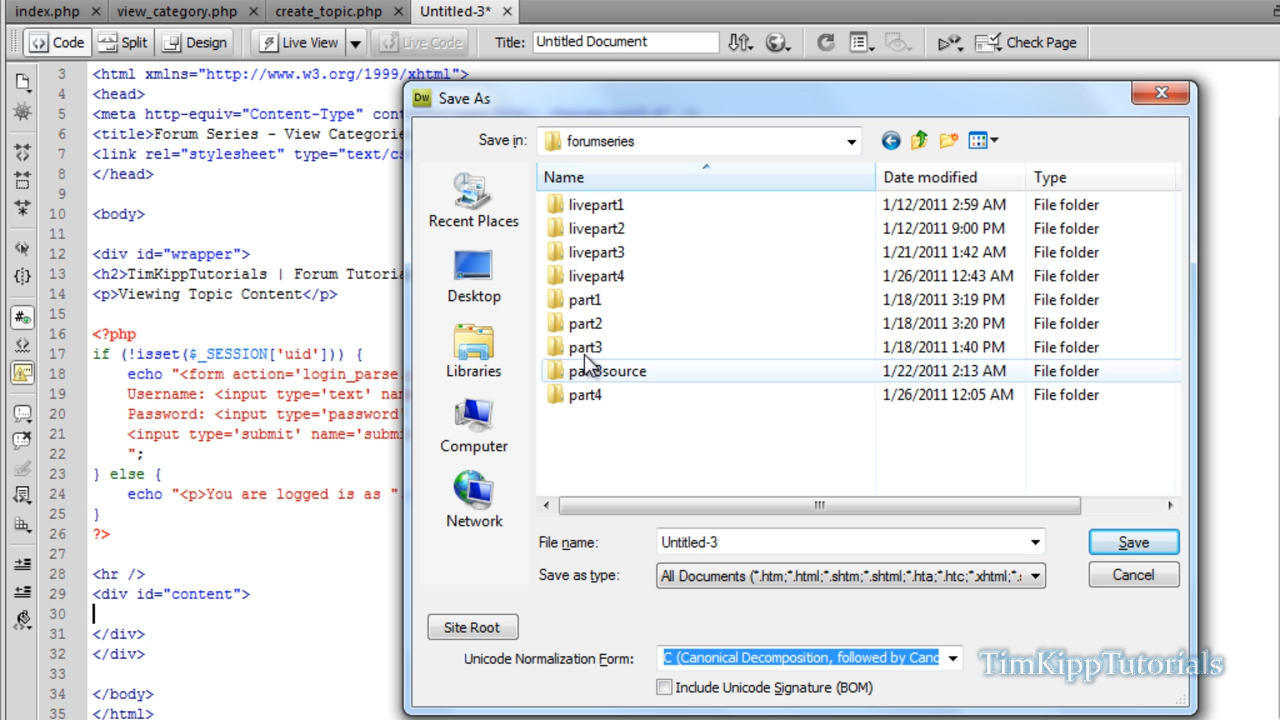 index.php × view_category.php × create_topic.php × Untitled-3* ×
Code Split Design Live View Live Code Title: Untitled Document Check Page
3 <html xmlns="http://www.w3.org/1999/xhtml">
4 <head>
5 <meta http-equiv="Content-Type" cont
6 <title>Forum Series - View Categorie
7 <link rel="stylesheet" type="text/cs
8 </head>
9
10 <body>
11
12 <div id="wrapper">
13 <h2>TimKippTutorials | Forum Tutoria
14 <p>Viewing Topic Content</p>
15
16 <?php
17 if (!isset($_SESSION['uid'])) {
18 echo "<form action='login_parse.
19 Username: <input type='text' nam
20 Password: <input type='password'
21 <input type='submit' name='submi
22 ";
23 } else {
24 echo "<p>You are logged is as ".
25 }
26 ?>
27
28 <hr />
29 <div id="content">
30
31 </div>
32 </div>
33
34 </body>
35 </html>
Dw Save As
Save in: forumseries
Recent Places
Desktop
Libraries
Computer
Network
Name Date modified Type
livepart1 1/12/2011 2:59 AM File folder
livepart2 1/12/2011 9:00 PM File folder
livepart3 1/21/2011 1:42 AM File folder
livepart4 1/26/2011 12:43 AM File folder
part1 1/18/2011 3:19 PM File folder
part2 1/18/2011 3:20 PM File folder
part3 1/18/2011 1:40 PM File folder
part3source 1/22/2011 2:13 AM File folder
part4 1/26/2011 12:05 AM File folder
File name: Untitled-3 Save
Save as type: All Documents (*.htm;*.html;*.shtm;*.shtml;*.hta;*.htc;*.xhtml;*. Cancel
Site Root
Unicode Normalization Form: C (Canonical Decomposition, followed by Cano
Include Unicode Signature (BOM)
TimKippTutorials